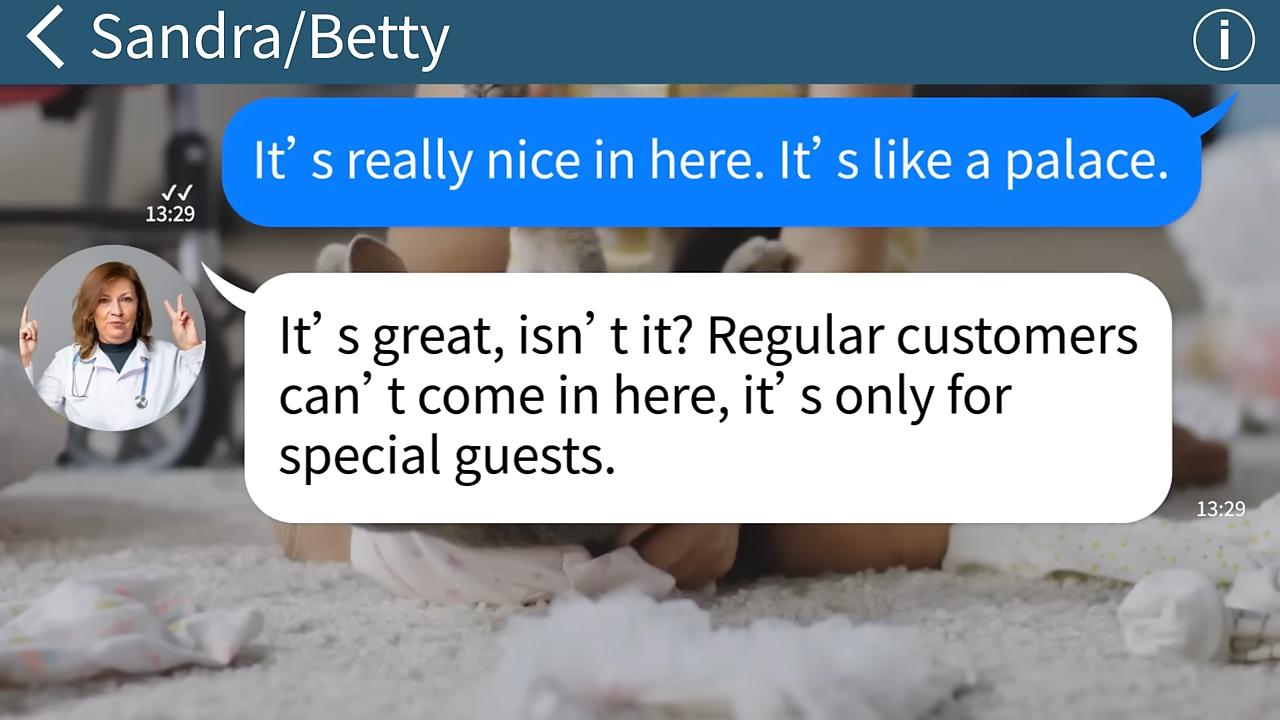 Sandra/Betty
It’s really nice in here. It’s like a palace.
13:29
It’s great, isn’t it? Regular customers
can’t come in here, it’s only for
special guests.
13:29